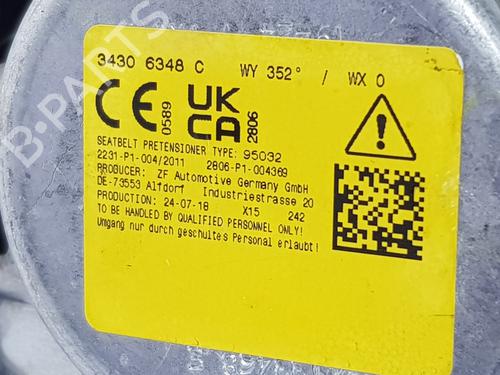 3430 6348 C WY 352° / WX 0
CE 0589 UK CA 2806
SEATBELT PRETENSIONER TYPE: 95032
2231-P1-004/2011 2806-P1-004369
PRODUCER: ZF Automotive Germany GmbH
DE-73553 Alfdorf Industriestrasse 20
PRODUCTION: 24-07-18 X15 242
TO BE HANDLED BY QUALIFIED PERSONNEL ONLY!
Umgang nur durch geschultes Personal erlaubt!
B-PARTS